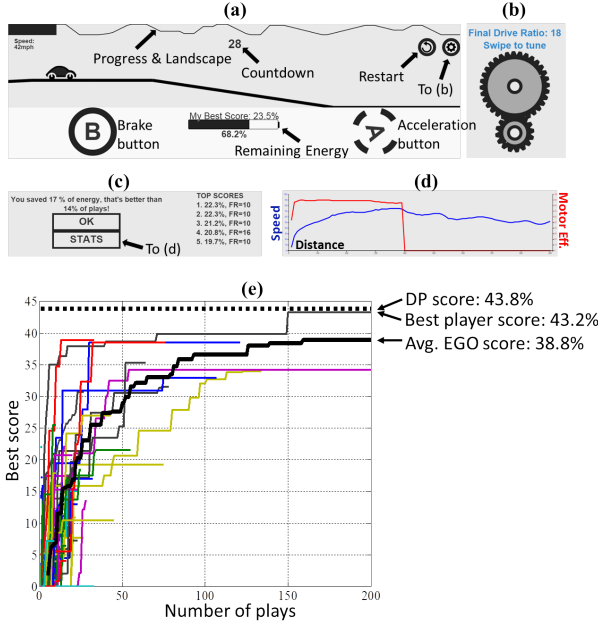 (a)
Speed:
42mph
Progress & Landscape
28
Countdown
Restart
To (b)
B
Brake
button
My Best Score: 23.5%
68.2%
Remaining Energy
A
Acceleration
button
(b)
Final Drive Ratio: 18
Swipe to tune
(c)
You saved 17 % of energy, that's better than
14% of plays!
OK
STATS
To (d)
TOP SCORES
1. 22.3%, FR=10
2. 22.3%, FR=10
3. 21.2%, FR=10
4. 20.8%, FR=16
5. 19.7%, FR=10
(d)
Speed
Distance
Motor Eff.
(e)
DP score: 43.8%
Best player score: 43.2%
Avg. EGO score: 38.8%
Best score
45
40
35
30
25
20
15
10
5
0
0
50
100
150
200
Number of plays